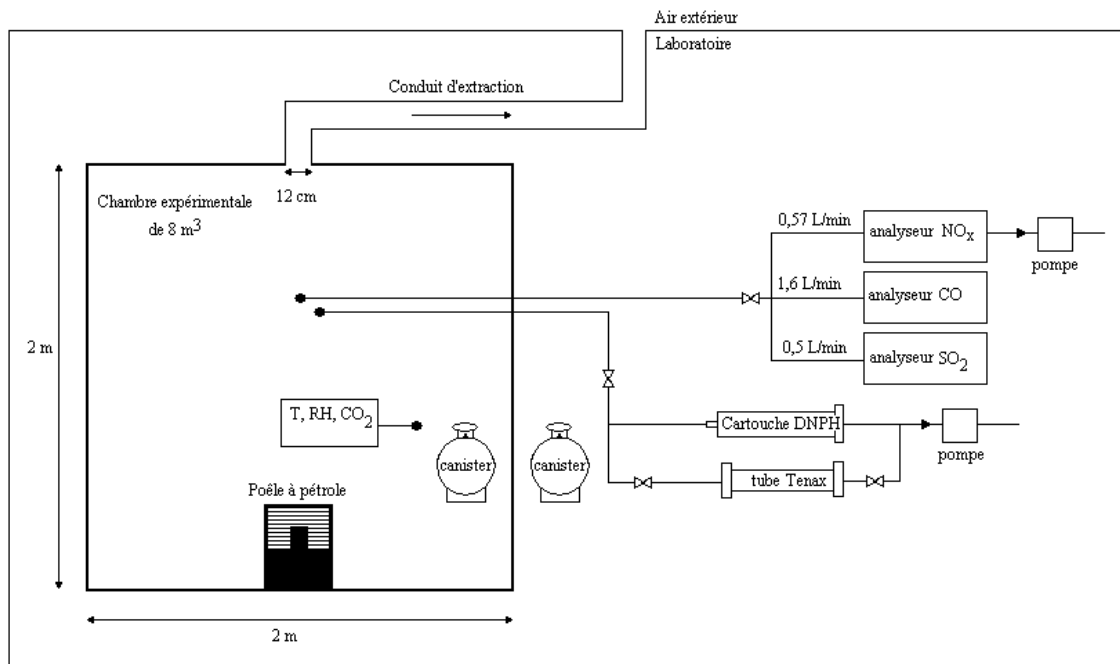 Air extérieur
Laboratoire
Conduit d'extraction
12 cm
Chambre expérimentale
de 8 m3
0,57 L/min
analyseur NOx
pompe
1,6 L/min
analyseur CO
2 m
0,5 L/min
analyseur SO2
T, RH, CO2
Cartouche DNPH
pompe
canister
canister
tube Tenax
Poêle à pétrole
2 m